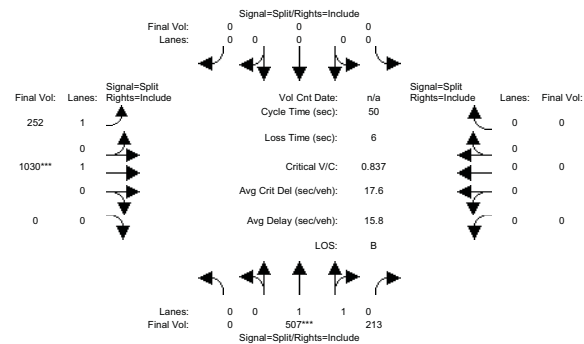 Signal=Split/Rights=Include
Final Vol: 0 0 0
Lanes: 0 0 0 0 0
Signal=Split
Final Vol: Lanes: Rights=Include
Vol Cnt Date: n/a
Signal=Split
Rights=Include Lanes: Final Vol:
Cycle Time (sec): 50
252 1
0 0
Loss Time (sec): 6
0
0
1030*** 1
Critical V/C: 0.837
0 0
0
Avg Crit Del (sec/veh): 17.6
0
0 0
Avg Delay (sec/veh): 15.8
0 0
LOS: B
Lanes: 0 0 1 1 0
Final Vol: 0 507*** 213
Signal=Split/Rights=Include